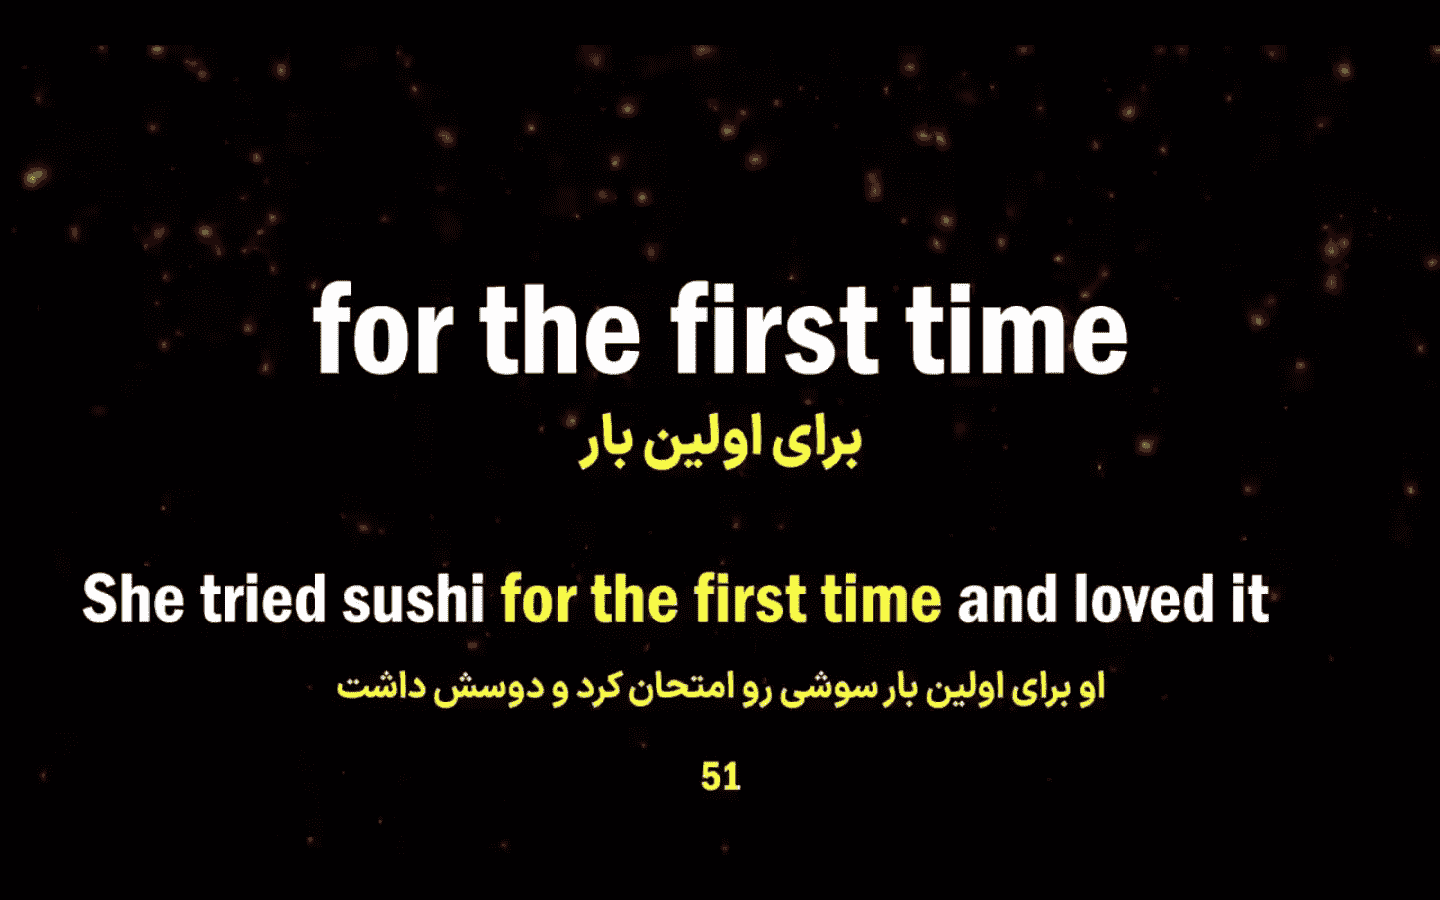 for the first time
برای اولین بار
She tried sushi for the first time and loved it
او برای اولین بار سوشی رو امتحان کرد و دوسش داشت
51